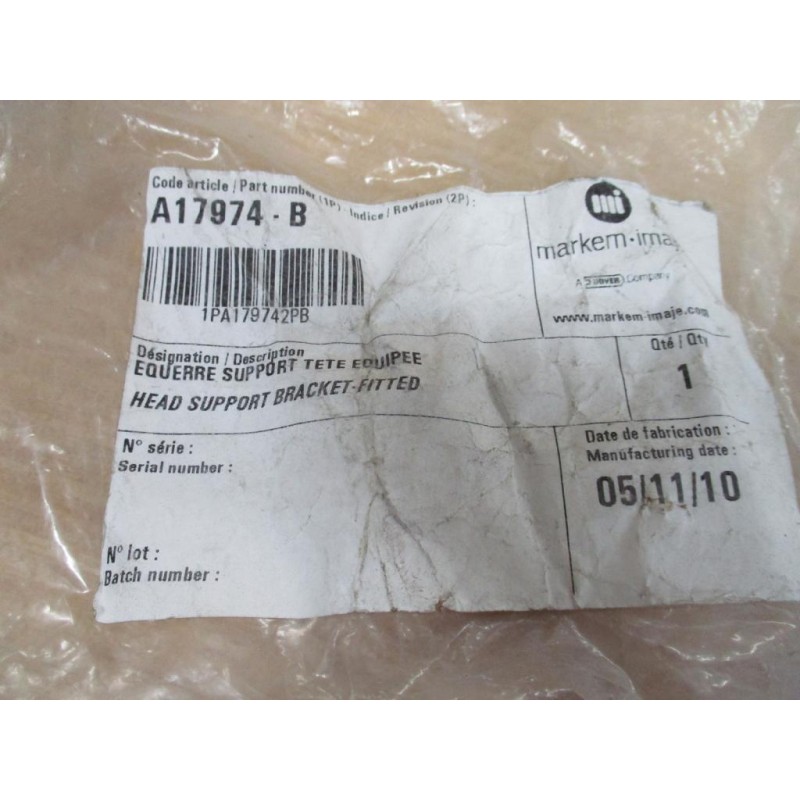 Code article / Part number (1P) - Indice / Revision (2P) :
A17974 - B
1PA179742PB
mi
markem·imaje
A DOVER Company
www.markem-imaje.com
Désignation / Description
EQUERRE SUPPORT TETE EQUIPEE
HEAD SUPPORT BRACKET-FITTED
Qté / Qty
1
N° série :
Serial number :
Date de fabrication :
Manufacturing date :
05/11/10
N° lot :
Batch number :